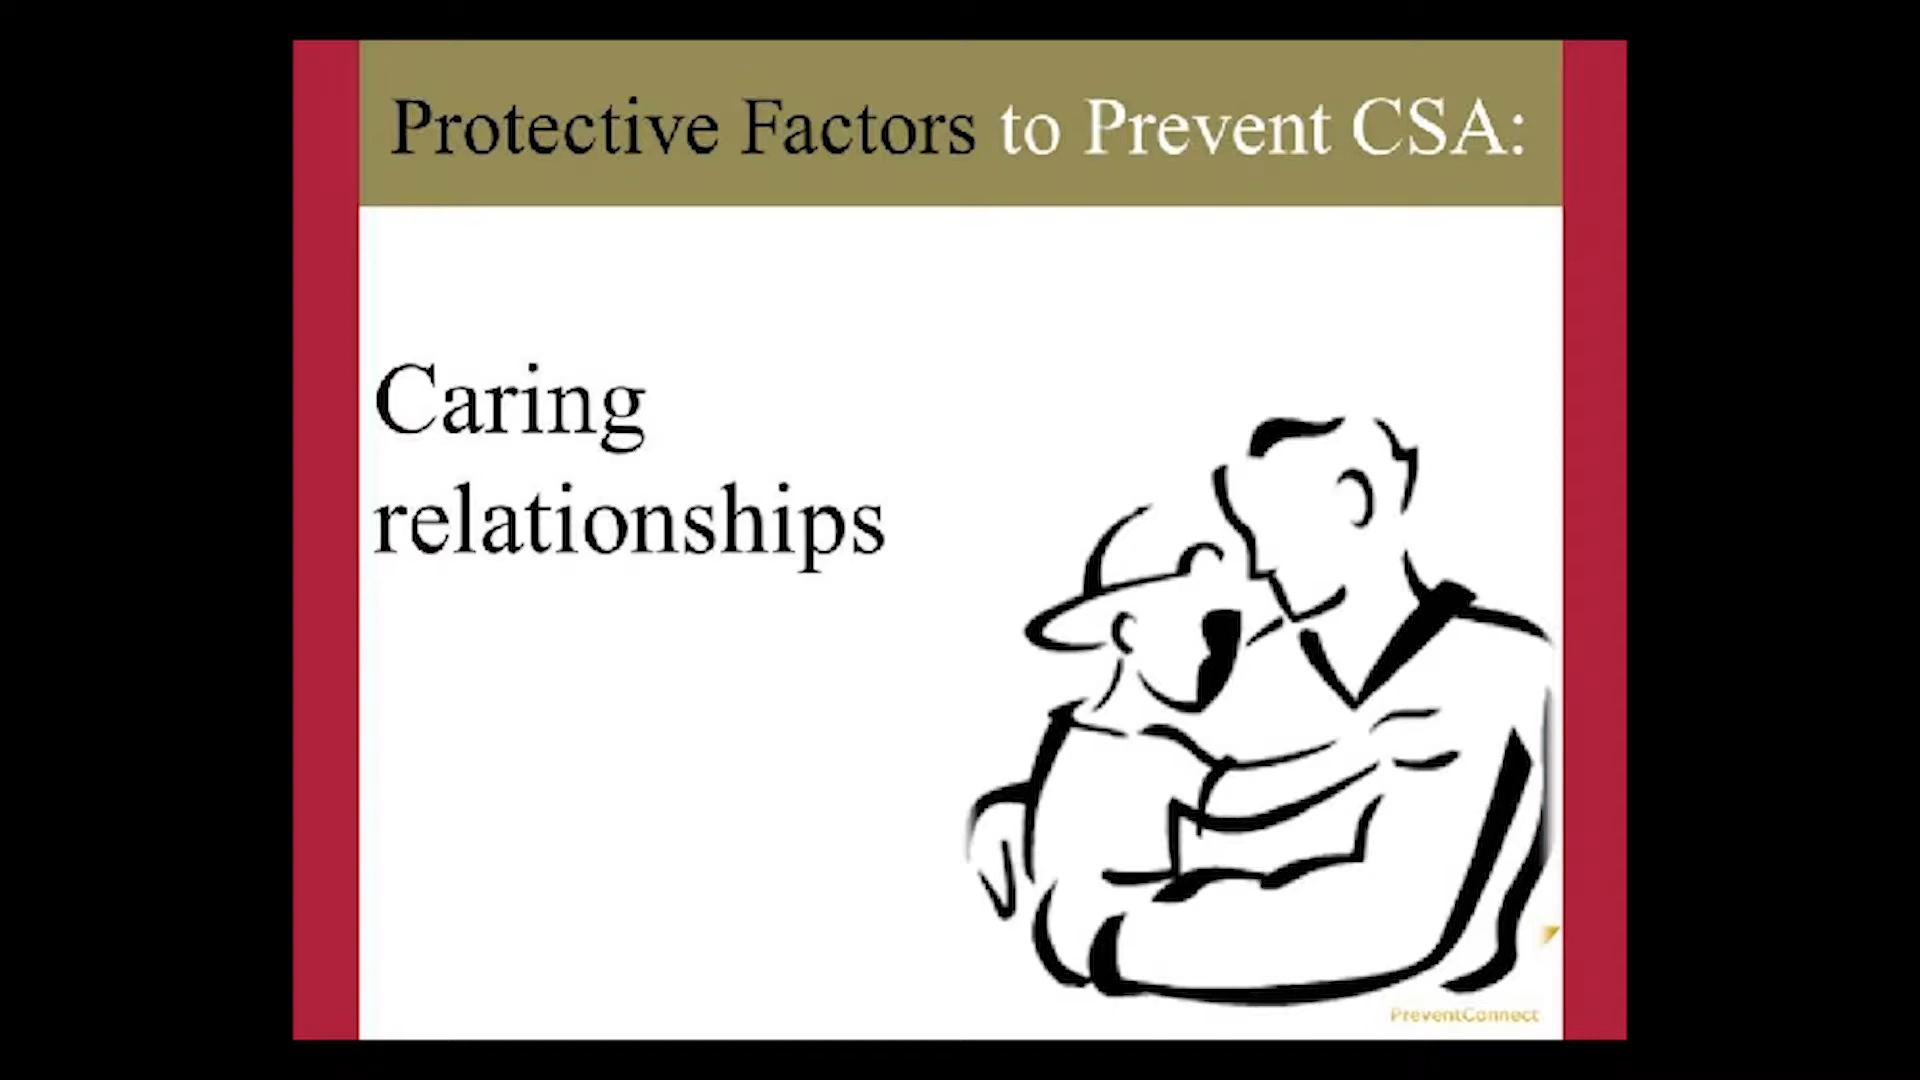 Protective Factors to Prevent CSA:
Caring
relationships
PreventConnect